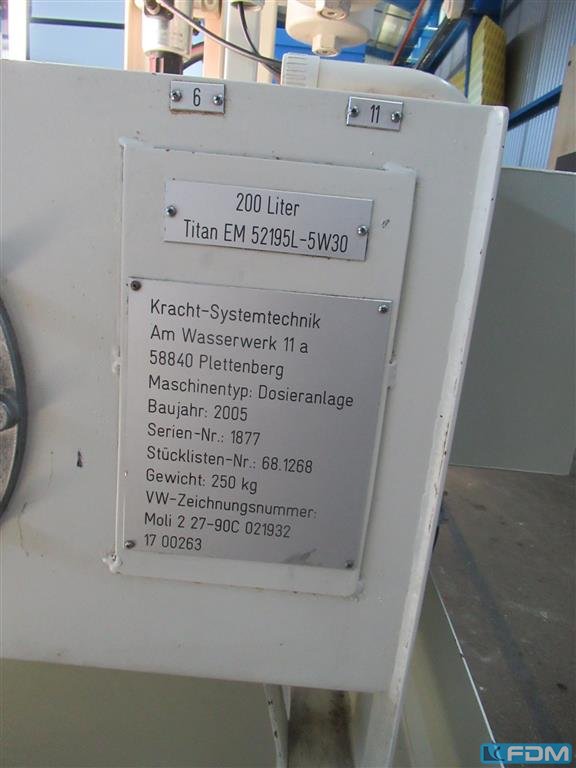 6
11
200 Liter
Titan EM 52195L-5W30
Kracht-Systemtechnik
Am Wasserwerk 11 a
58840 Plettenberg
Maschinentyp: Dosieranlage
Baujahr: 2005
Serien-Nr.: 1877
Stücklisten-Nr.: 68.1268
Gewicht: 250 kg
VW-Zeichnungsnummer:
Moli 2 27-90C 021932
17 00263
FDM